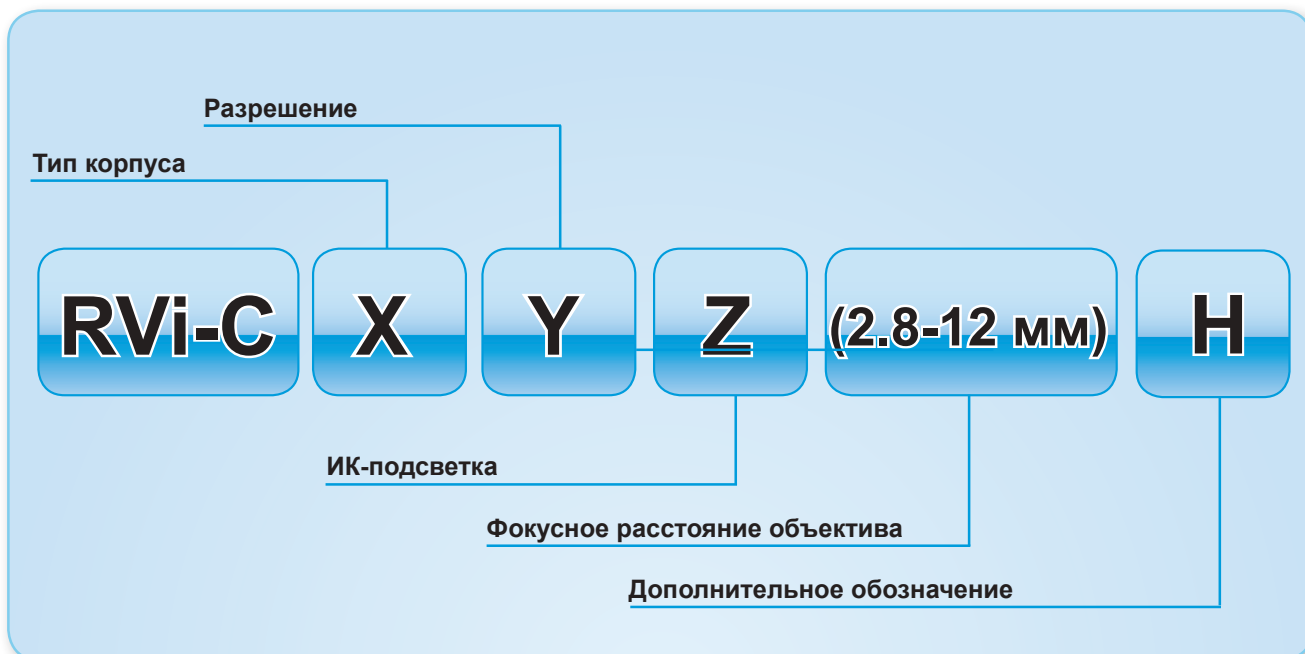 Разрешение
Тип корпуса
RVi-C X Y Z (2.8-12 мм) H
ИК-подсветка
Фокусное расстояние объектива
Дополнительное обозначение